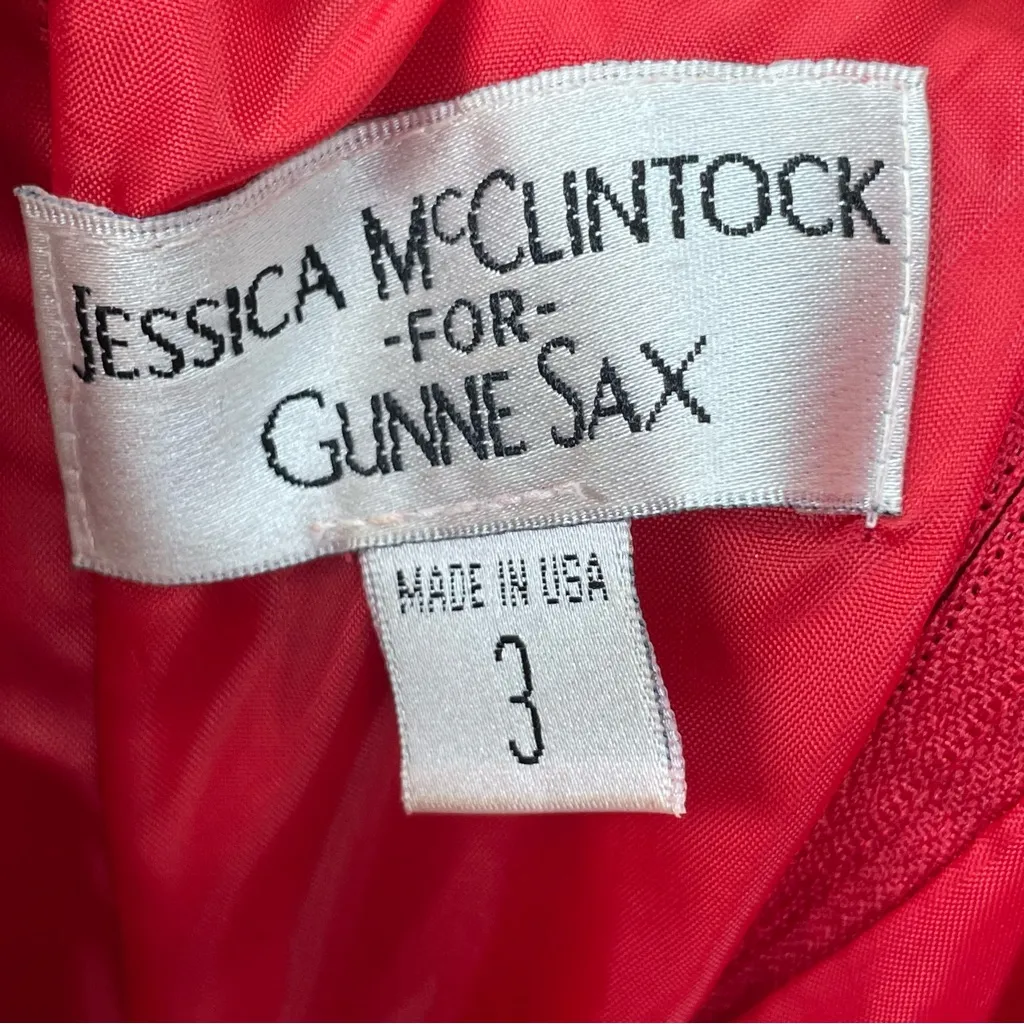 JESSICA McCLINTOCK
-FOR-
GUNNE SAX
MADE IN USA
3